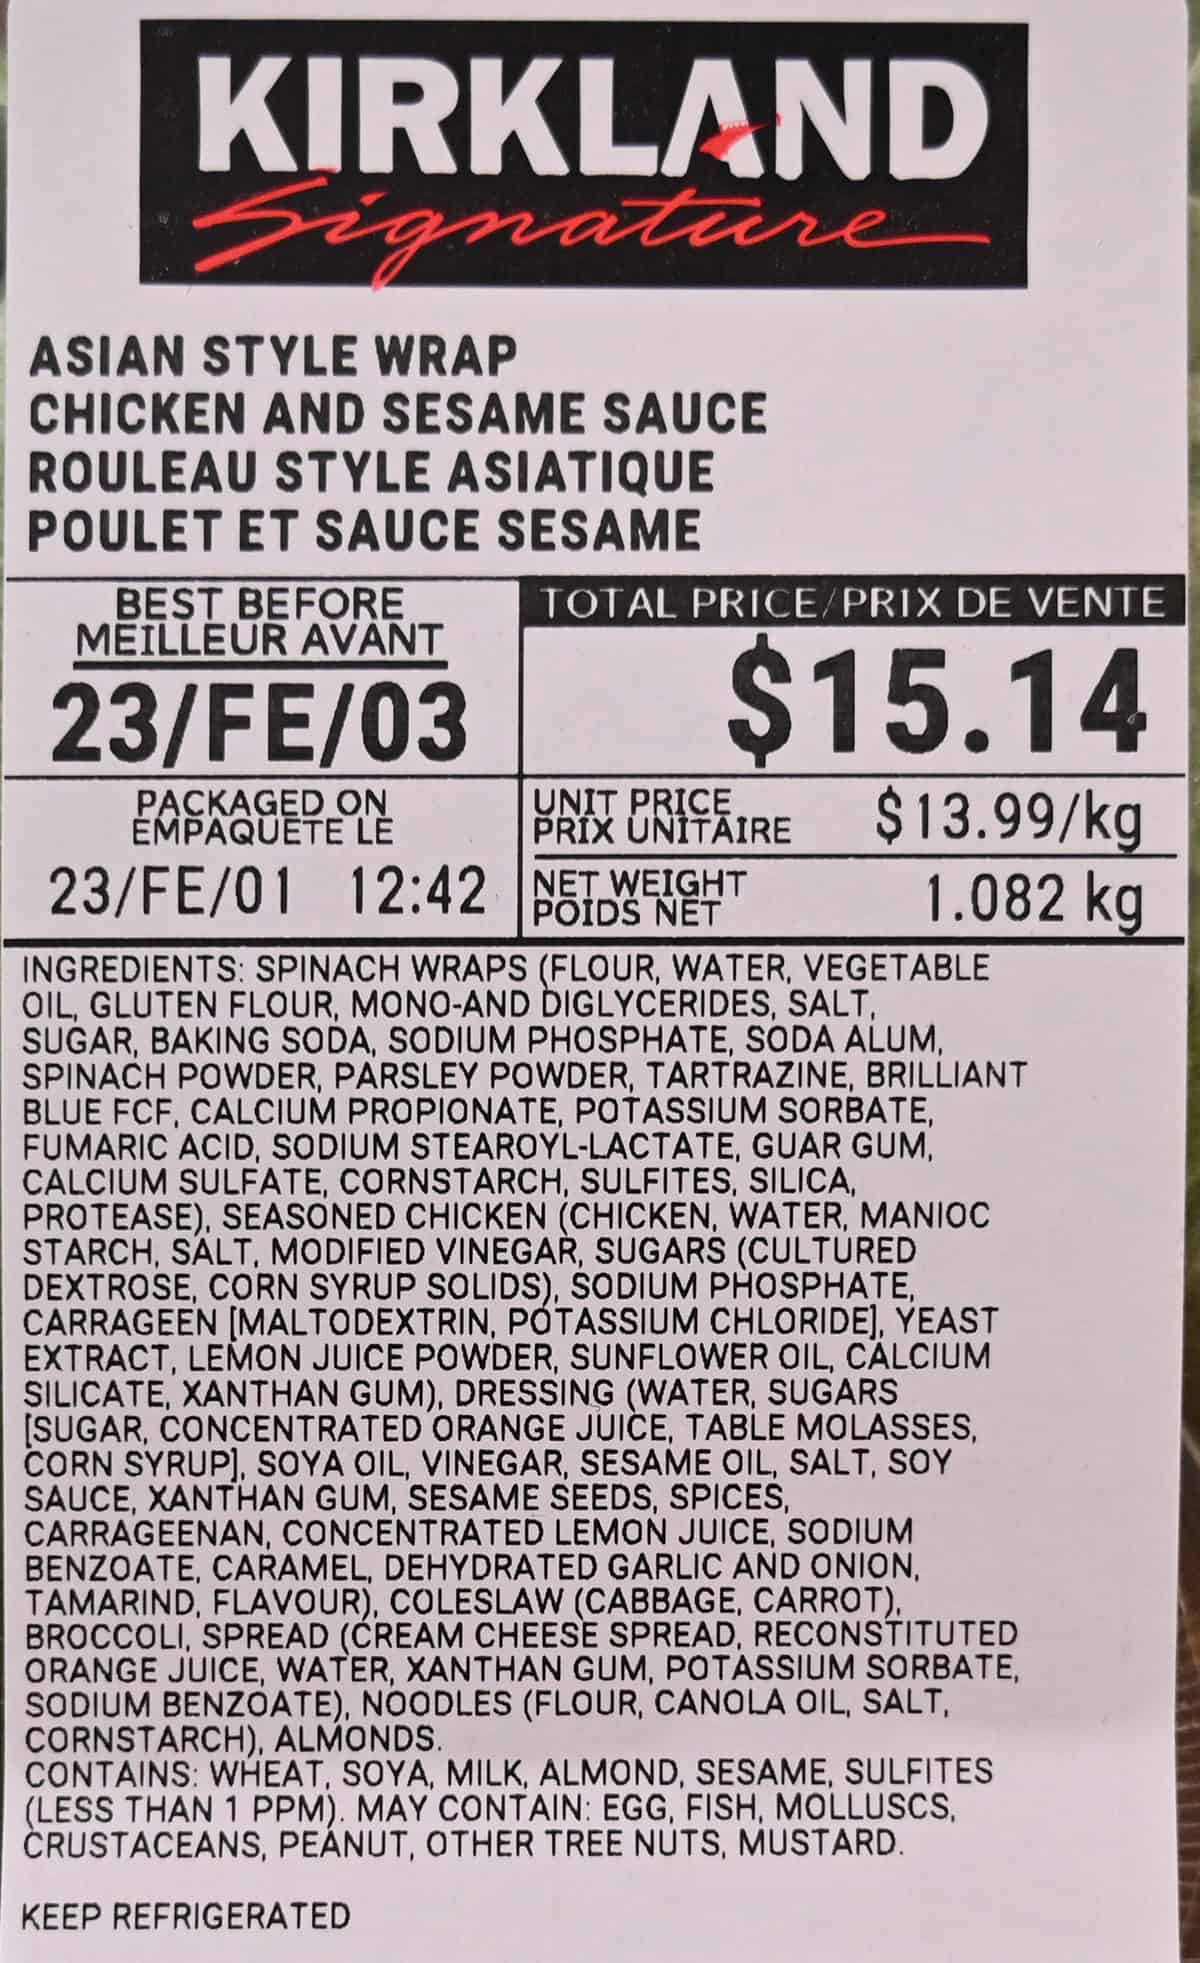 KIRKLAND
Signature
ASIAN STYLE WRAP
CHICKEN AND SESAME SAUCE
ROULEAU STYLE ASIATIQUE
POULET ET SAUCE SESAME
BEST BEFORE
MEILLEUR AVANT
23/FE/03
TOTAL PRICE/PRIX DE VENTE
$15.14
PACKAGED ON
EMPAQUETE LE
23/FE/01 12:42
UNIT PRICE
PRIX UNITAIRE
$13.99/kg
NET WEIGHT
POIDS NET
1.082 kg
INGREDIENTS: SPINACH WRAPS (FLOUR, WATER, VEGETABLE
OIL, GLUTEN FLOUR, MONO-AND DIGLYCERIDES, SALT,
SUGAR, BAKING SODA, SODIUM PHOSPHATE, SODA ALUM,
SPINACH POWDER, PARSLEY POWDER, TARTRAZINE, BRILLIANT
BLUE FCF, CALCIUM PROPIONATE, POTASSIUM SORBATE,
FUMARIC ACID, SODIUM STEAROYL-LACTATE, GUAR GUM,
CALCIUM SULFATE, CORNSTARCH, SULFITES, SILICA,
PROTEASE), SEASONED CHICKEN (CHICKEN, WATER, MANIOC
STARCH, SALT, MODIFIED VINEGAR, SUGARS (CULTURED
DEXTROSE, CORN SYRUP SOLIDS), SODIUM PHOSPHATE,
CARRAGEEN [MALTODEXTRIN, POTASSIUM CHLORIDE], YEAST
EXTRACT, LEMON JUICE POWDER, SUNFLOWER OIL, CALCIUM
SILICATE, XANTHAN GUM), DRESSING (WATER, SUGARS
[SUGAR, CONCENTRATED ORANGE JUICE, TABLE MOLASSES,
CORN SYRUP], SOYA OIL, VINEGAR, SESAME OIL, SALT, SOY
SAUCE, XANTHAN GUM, SESAME SEEDS, SPICES,
CARRAGEENAN, CONCENTRATED LEMON JUICE, SODIUM
BENZOATE, CARAMEL, DEHYDRATED GARLIC AND ONION,
TAMARIND, FLAVOUR), COLESLAW (CABBAGE, CARROT),
BROCCOLI, SPREAD (CREAM CHEESE SPREAD, RECONSTITUTED
ORANGE JUICE, WATER, XANTHAN GUM, POTASSIUM SORBATE,
SODIUM BENZOATE), NOODLES (FLOUR, CANOLA OIL, SALT,
CORNSTARCH), ALMONDS.
CONTAINS: WHEAT, SOYA, MILK, ALMOND, SESAME, SULFITES
(LESS THAN 1 PPM). MAY CONTAIN: EGG, FISH, MOLLUSCS,
CRUSTACEANS, PEANUT, OTHER TREE NUTS, MUSTARD.
KEEP REFRIGERATED